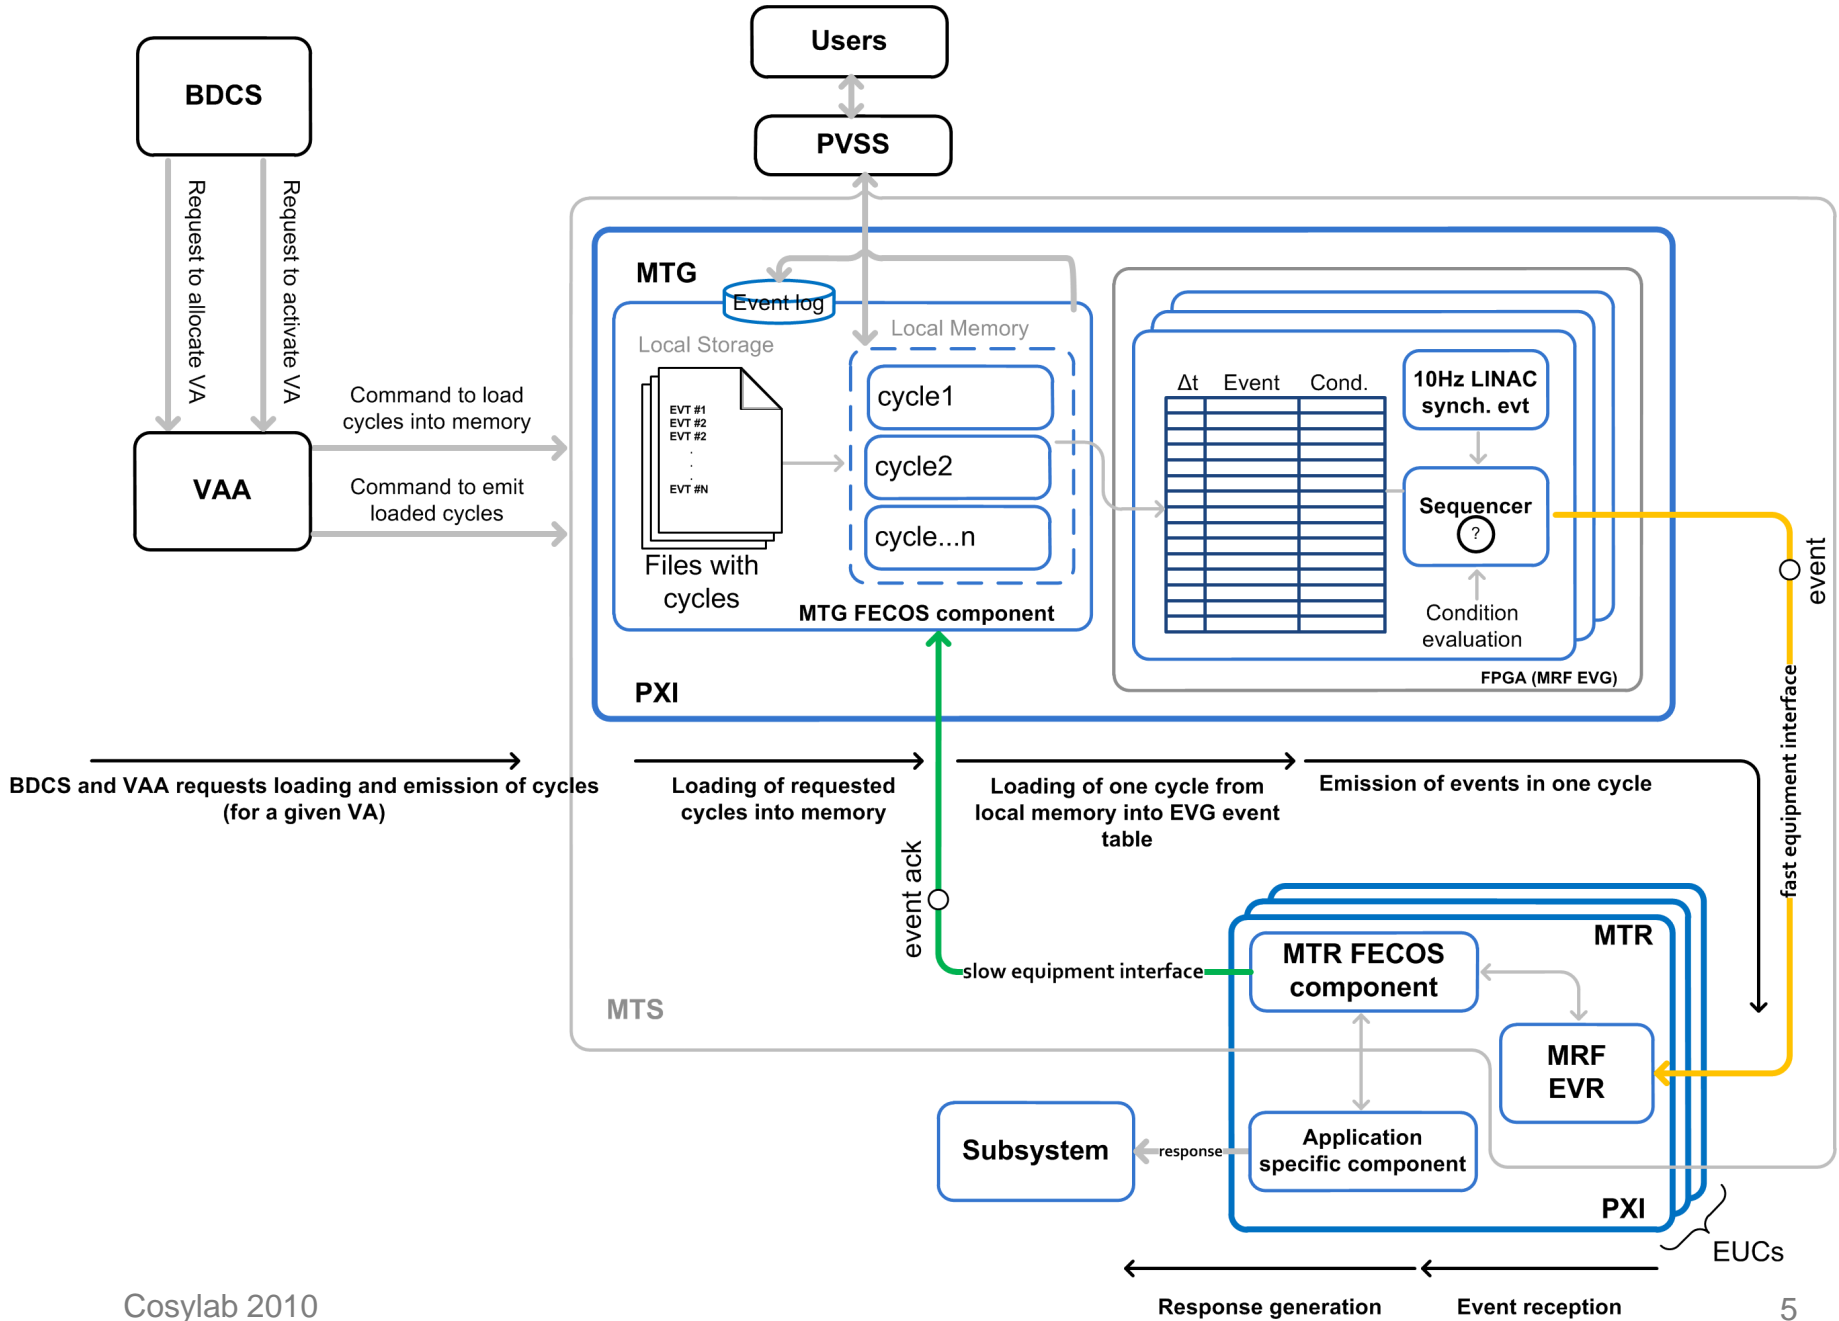 Users
BDCS
PVSS
Request to allocate VA
Request to activate VA
MTG
Event log
Local Memory
Local Storage
EVT #1
EVT #2
EVT #2
.
.
.
EVT #N
Files with
cycles
cycle1
cycle2
cycle...n
MTG FECOS component
PXI
Δt
Event
Cond.
10Hz LINAC
synch. evt
Sequencer
?
Condition
evaluation
FPGA (MRF EVG)
Command to load
cycles into memory
VAA
Command to emit
loaded cycles
event
fast equipment interface
BDCS and VAA requests loading and emission of cycles
(for a given VA)
Loading of requested
cycles into memory
Loading of one cycle from
local memory into EVG event
table
Emission of events in one cycle
event ack
slow equipment interface
MTS
MTR
MTR FECOS
component
MRF
EVR
Subsystem
response
Application
specific component
PXI
EUCs
Response generation
Event reception
Cosylab 2010
5